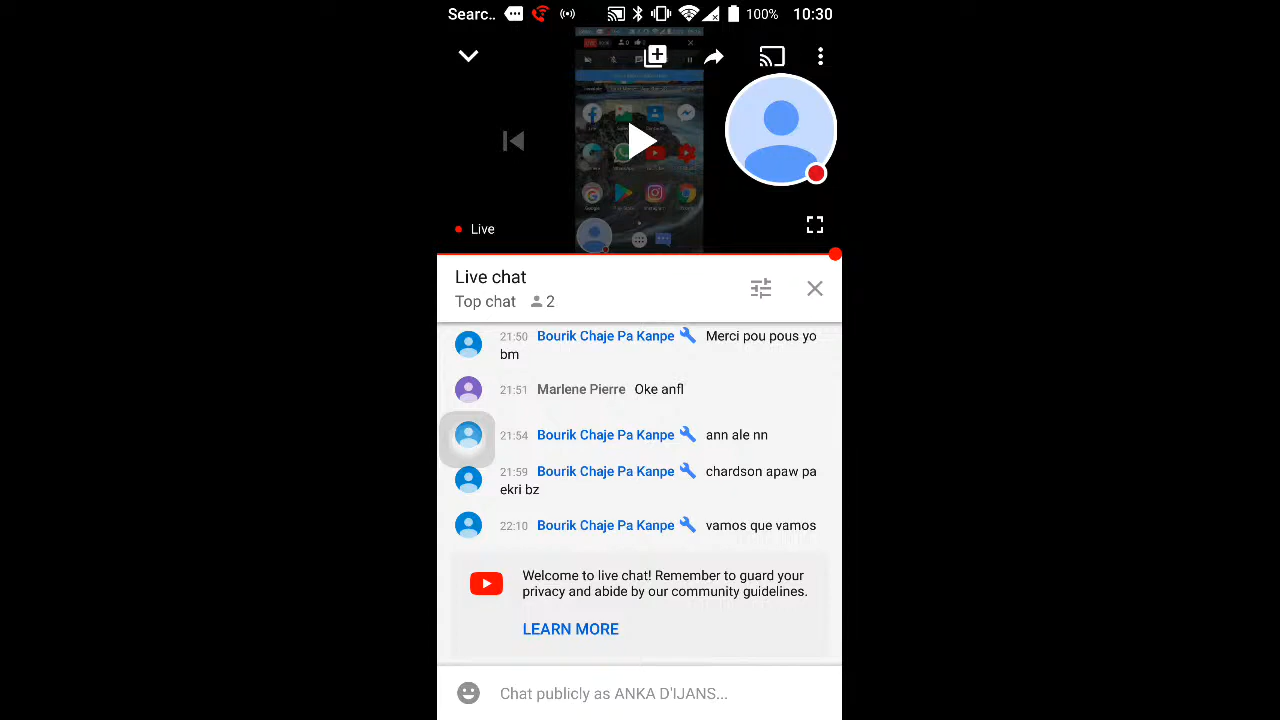 Searc.. 100% 10:30
Live
Live chat
Top chat 2
21:50 Bourik Chaje Pa Kanpe Merci pou pous yo
bm
21:51 Marlene Pierre Oke anfl
21:54 Bourik Chaje Pa Kanpe ann ale nn
21:59 Bourik Chaje Pa Kanpe chardson apaw pa
ekri bz
22:10 Bourik Chaje Pa Kanpe vamos que vamos
Welcome to live chat! Remember to guard your
privacy and abide by our community guidelines.
LEARN MORE
Chat publicly as ANKA D'IJANS...